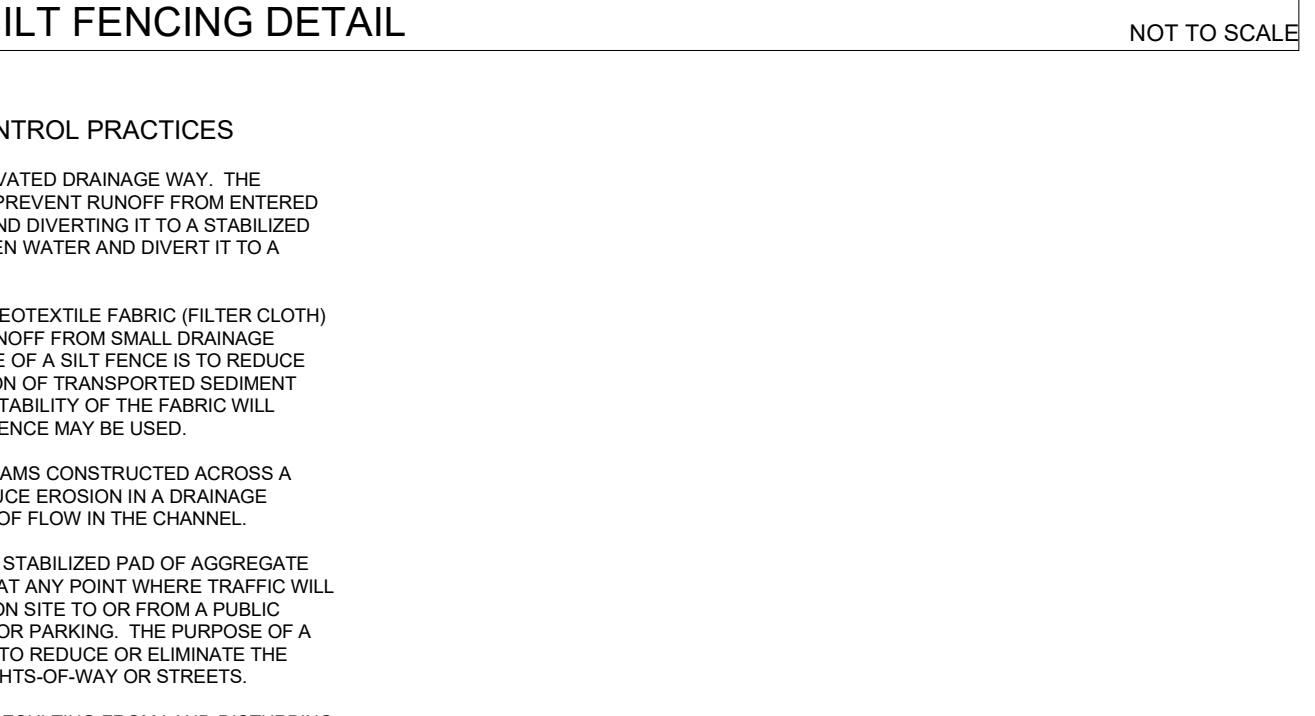 ILT FENCING DETAIL
NOT TO SCALE
NTROL PRACTICES
VATED DRAINAGE WAY. THE
PREVENT RUNOFF FROM ENTERED
ND DIVERTING IT TO A STABILIZED
EN WATER AND DIVERT IT TO A
EOTEXTILE FABRIC (FILTER CLOTH)
NOFF FROM SMALL DRAINAGE
E OF A SILT FENCE IS TO REDUCE
ON OF TRANSPORTED SEDIMENT
TABILITY OF THE FABRIC WILL
ENCE MAY BE USED.
AMS CONSTRUCTED ACROSS A
UCE EROSION IN A DRAINAGE
OF FLOW IN THE CHANNEL.
STABILIZED PAD OF AGGREGATE
AT ANY POINT WHERE TRAFFIC WILL
ON SITE TO OR FROM A PUBLIC
OR PARKING. THE PURPOSE OF A
TO REDUCE OR ELIMINATE THE
HTS-OF-WAY OR STREETS.
ESULTING FROM LAND DISTURBING